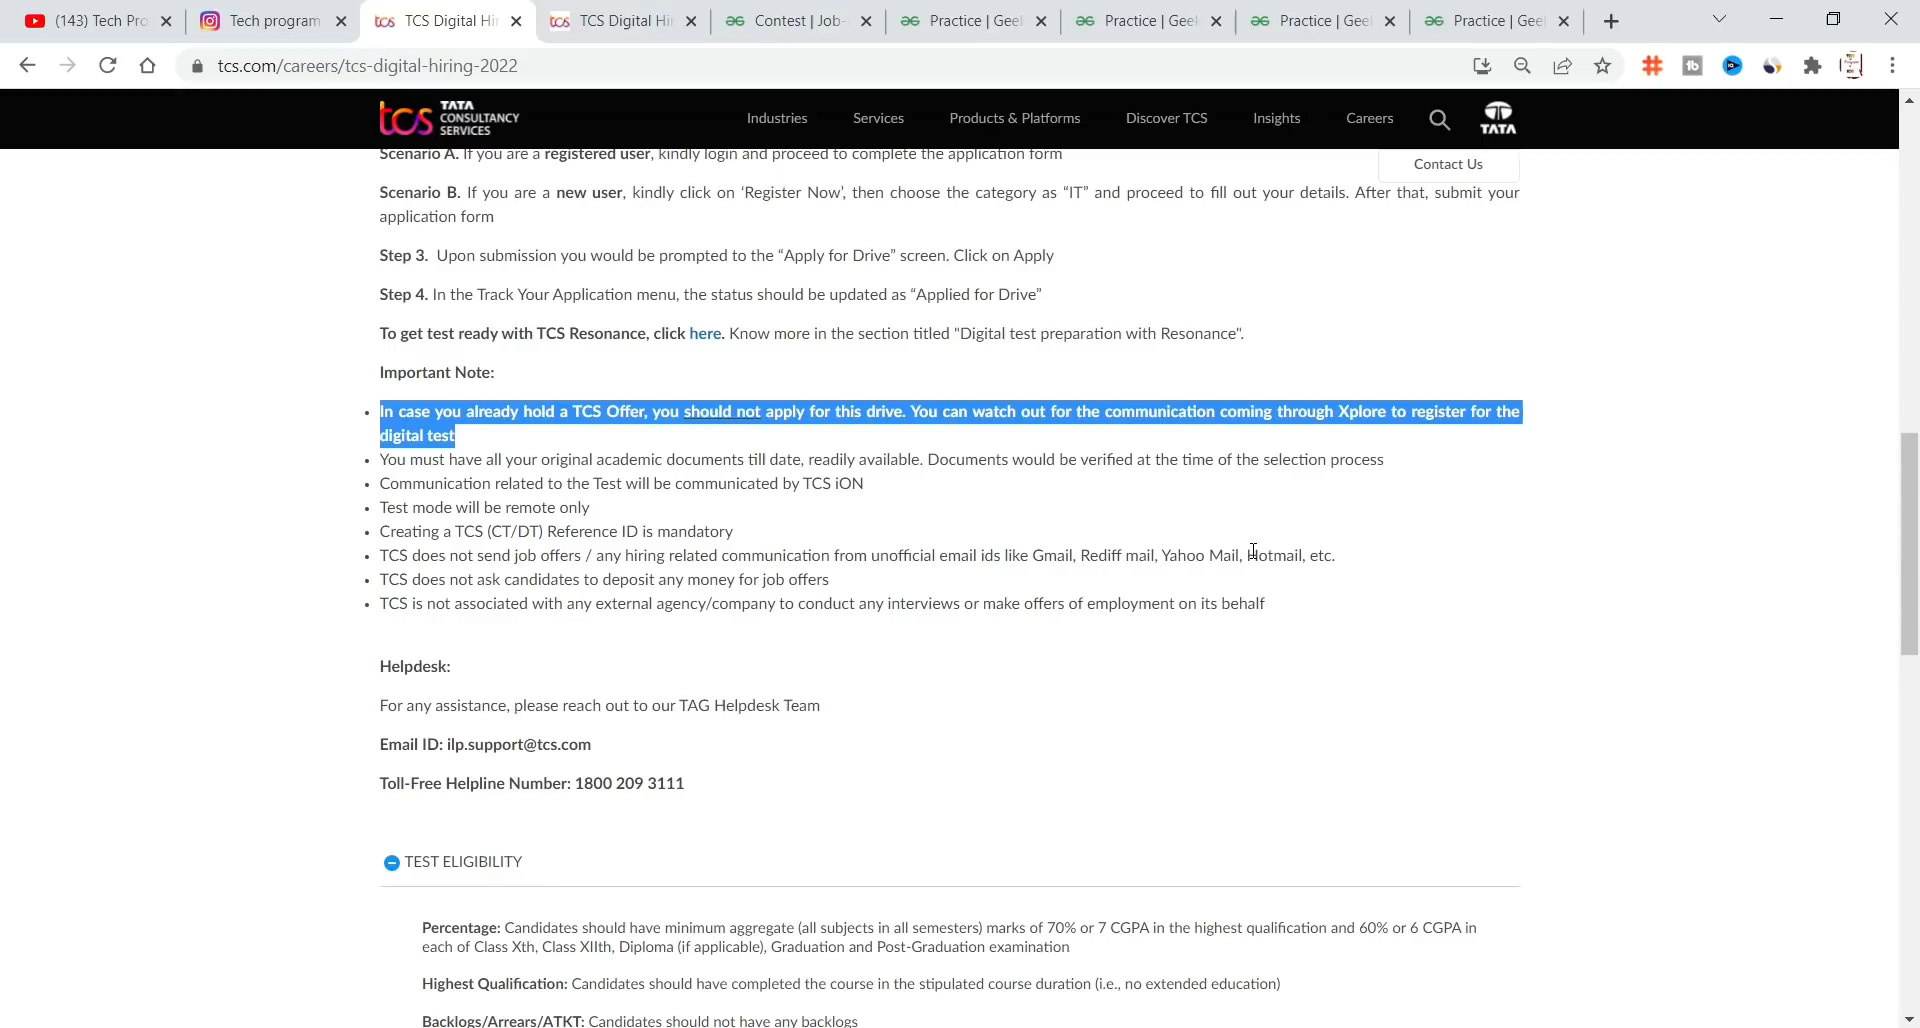 (143) Tech Pro
Tech program
TCS Digital Hi
TCS Digital Hi
Contest | Job-
Practice | Gee
Practice | Gee
Practice | Gee
Practice | Gee
tcs.com/careers/tcs-digital-hiring-2022
tcs TATA CONSULTANCY SERVICES
Industries
Services
Products & Platforms
Discover TCS
Insights
Careers
TATA
Contact Us
Scenario A. If you are a registered user, kindly login and proceed to complete the application form
Scenario B. If you are a new user, kindly click on ‘Register Now’, then choose the category as “IT” and proceed to fill out your details. After that, submit your
application form
Step 3. Upon submission you would be prompted to the “Apply for Drive” screen. Click on Apply
Step 4. In the Track Your Application menu, the status should be updated as “Applied for Drive”
To get test ready with TCS Resonance, click here. Know more in the section titled "Digital test preparation with Resonance".
Important Note:
• In case you already hold a TCS Offer, you should not apply for this drive. You can watch out for the communication coming through Xplore to register for the
digital test
• You must have all your original academic documents till date, readily available. Documents would be verified at the time of the selection process
• Communication related to the Test will be communicated by TCS iON
• Test mode will be remote only
• Creating a TCS (CT/DT) Reference ID is mandatory
• TCS does not send job offers / any hiring related communication from unofficial email ids like Gmail, Rediff mail, Yahoo Mail, Hotmail, etc.
• TCS does not ask candidates to deposit any money for job offers
• TCS is not associated with any external agency/company to conduct any interviews or make offers of employment on its behalf
Helpdesk:
For any assistance, please reach out to our TAG Helpdesk Team
Email ID: ilp.support@tcs.com
Toll-Free Helpline Number: 1800 209 3111
TEST ELIGIBILITY
Percentage: Candidates should have minimum aggregate (all subjects in all semesters) marks of 70% or 7 CGPA in the highest qualification and 60% or 6 CGPA in
each of Class Xth, Class XIIth, Diploma (if applicable), Graduation and Post-Graduation examination
Highest Qualification: Candidates should have completed the course in the stipulated course duration (i.e., no extended education)
Backlogs/Arrears/ATKT: Candidates should not have any backlogs